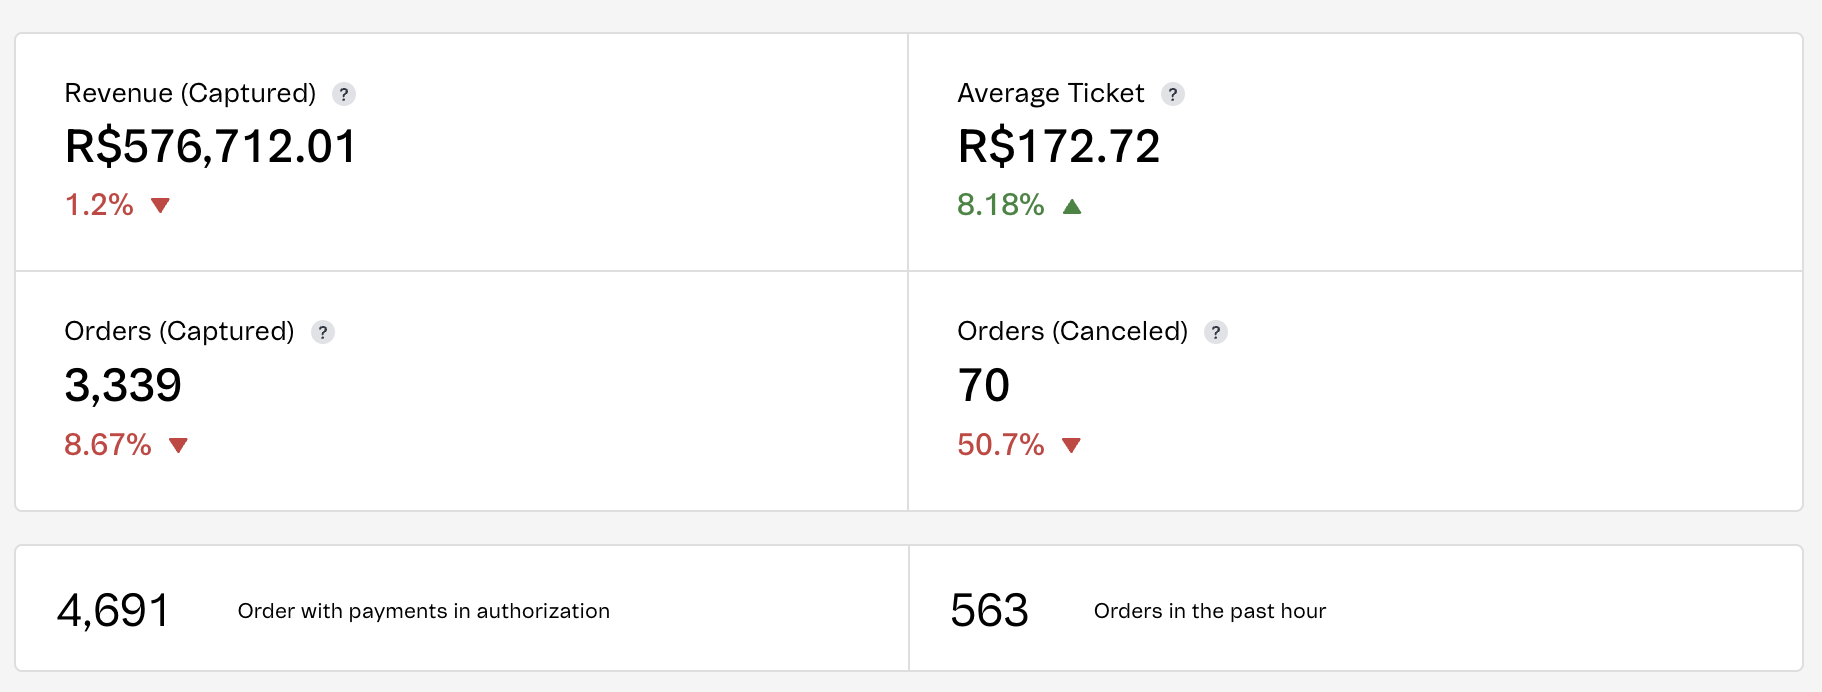 Revenue (Captured) ?
R$576,712.01
1.2% ▼
Average Ticket ?
R$172.72
8.18% ▲
Orders (Captured) ?
3,339
8.67% ▼
Orders (Canceled) ?
70
50.7% ▼
4,691 Order with payments in authorization
563 Orders in the past hour